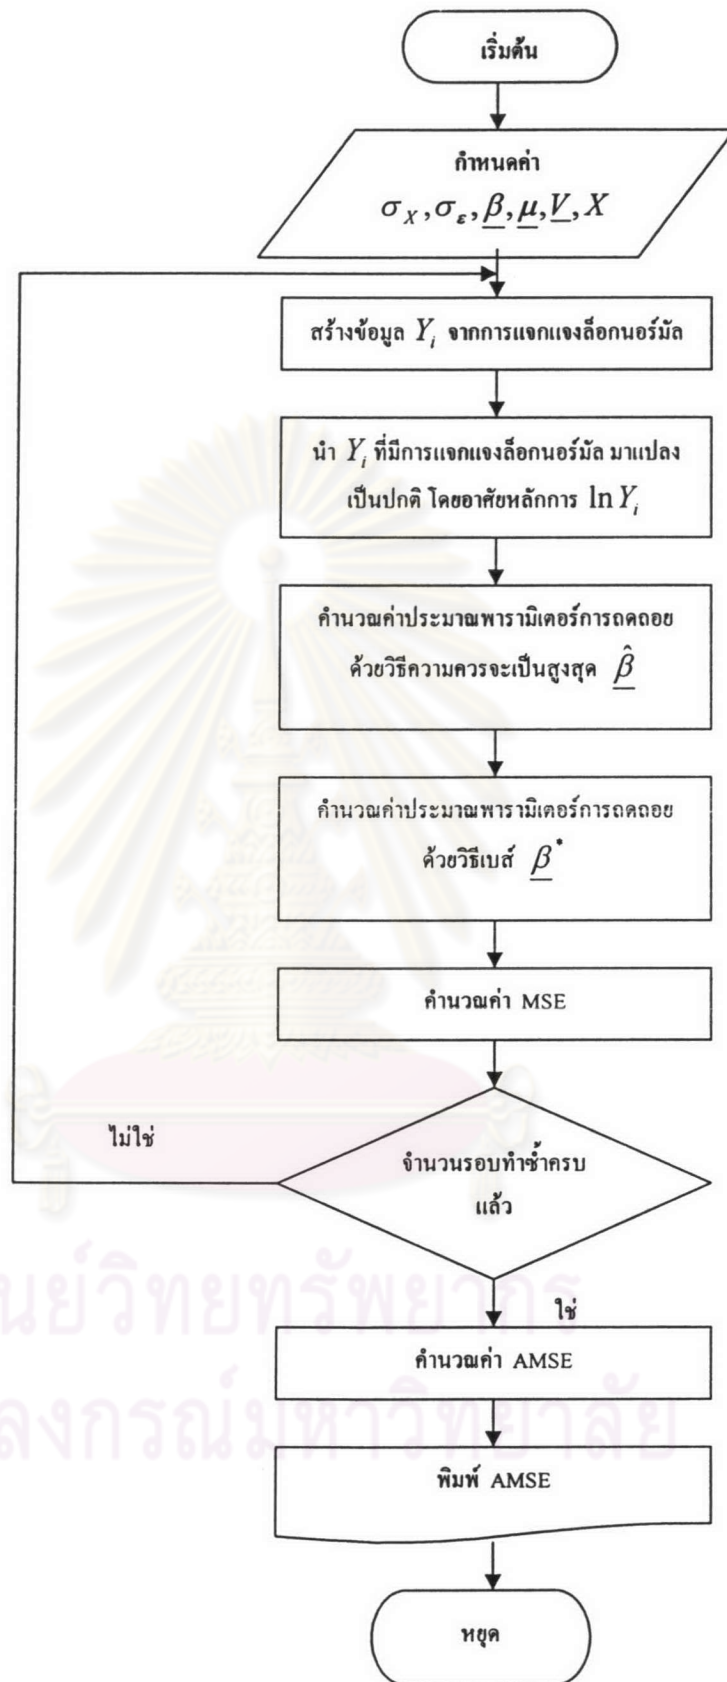 เริ่มต้น
กำหนดค่า
σ_X, σ_ε, β, μ, V, X
สร้างข้อมูล Y_i จากการแจกแจงล็อกนอร์มัล
นำ Y_i ที่มีการแจกแจงล็อกนอร์มัล มาแปลง
เป็นปกติ โดยอาศัยหลักการ ln Y_i
คำนวณค่าประมาณพารามิเตอร์การถดถอย
ด้วยวิธีความควรจะเป็นสูงสุด β̂
คำนวณค่าประมาณพารามิเตอร์การถดถอย
ด้วยวิธีเบส์ β*
คำนวณค่า MSE
ไม่ใช่
จำนวนรอบทำซ้ำครบ
แล้ว
ใช่
คำนวณค่า AMSE
พิมพ์ AMSE
หยุด